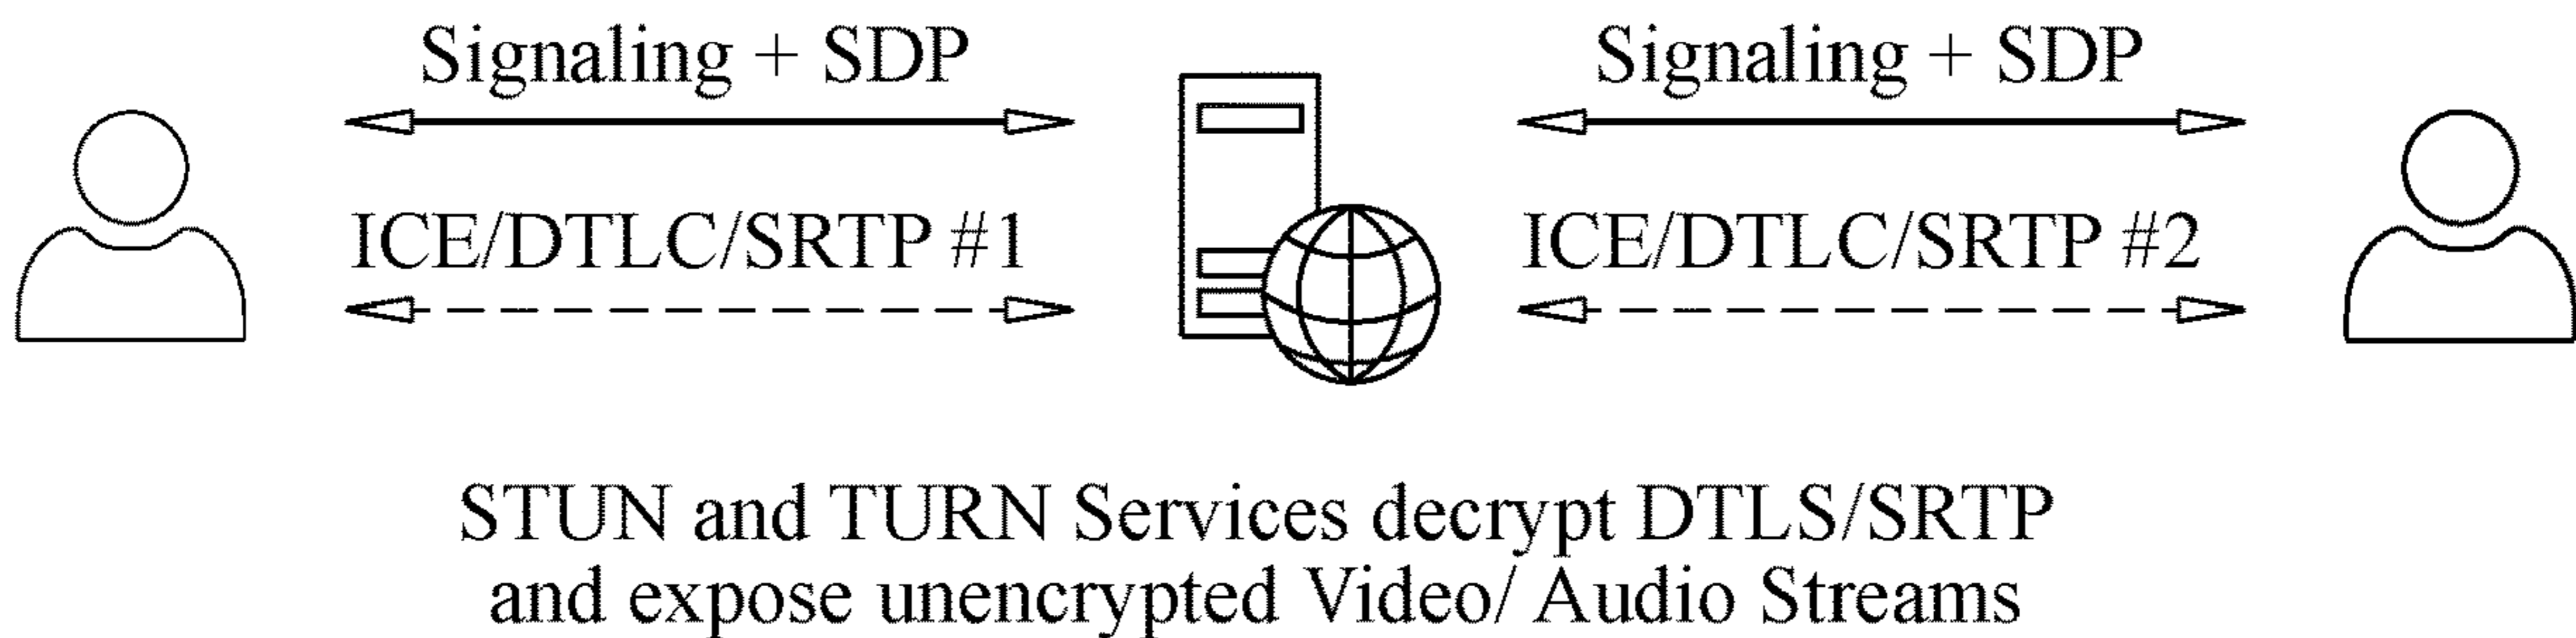 Signaling + SDP
Signaling + SDP
ICE/DTLC/SRTP #1
ICE/DTLC/SRTP #2
STUN and TURN Services decrypt DTLS/SRTP
and expose unencrypted Video/ Audio Streams